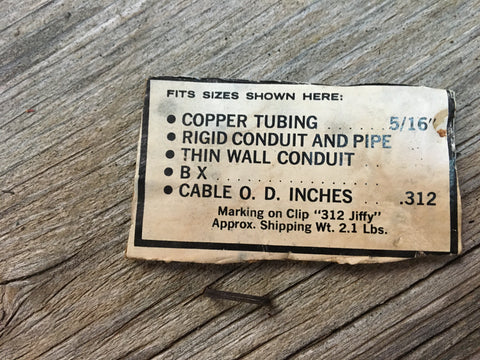 FITS SIZES SHOWN HERE:
• COPPER TUBING ........ 5/16"
• RIGID CONDUIT AND PIPE
• THIN WALL CONDUIT
• B X ....................
• CABLE O. D. INCHES ..... .312
Marking on Clip "312 Jiffy"
Approx. Shipping Wt. 2.1 Lbs.